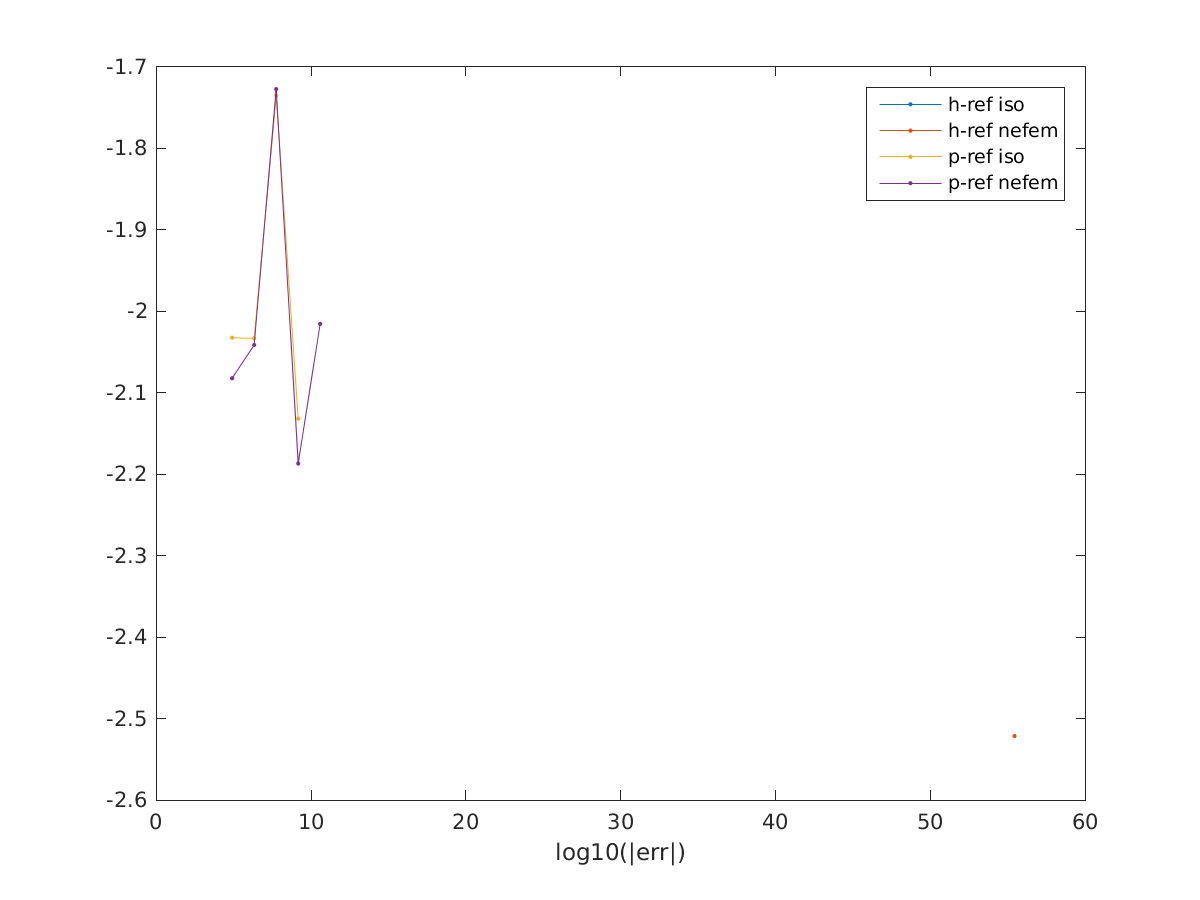 -1.7
-1.8
-1.9
-2
-2.1
-2.2
-2.3
-2.4
-2.5
-2.6
0 10 20 30 40 50 60
log10(|err|)
h-ref iso
h-ref nefem
p-ref iso
p-ref nefem